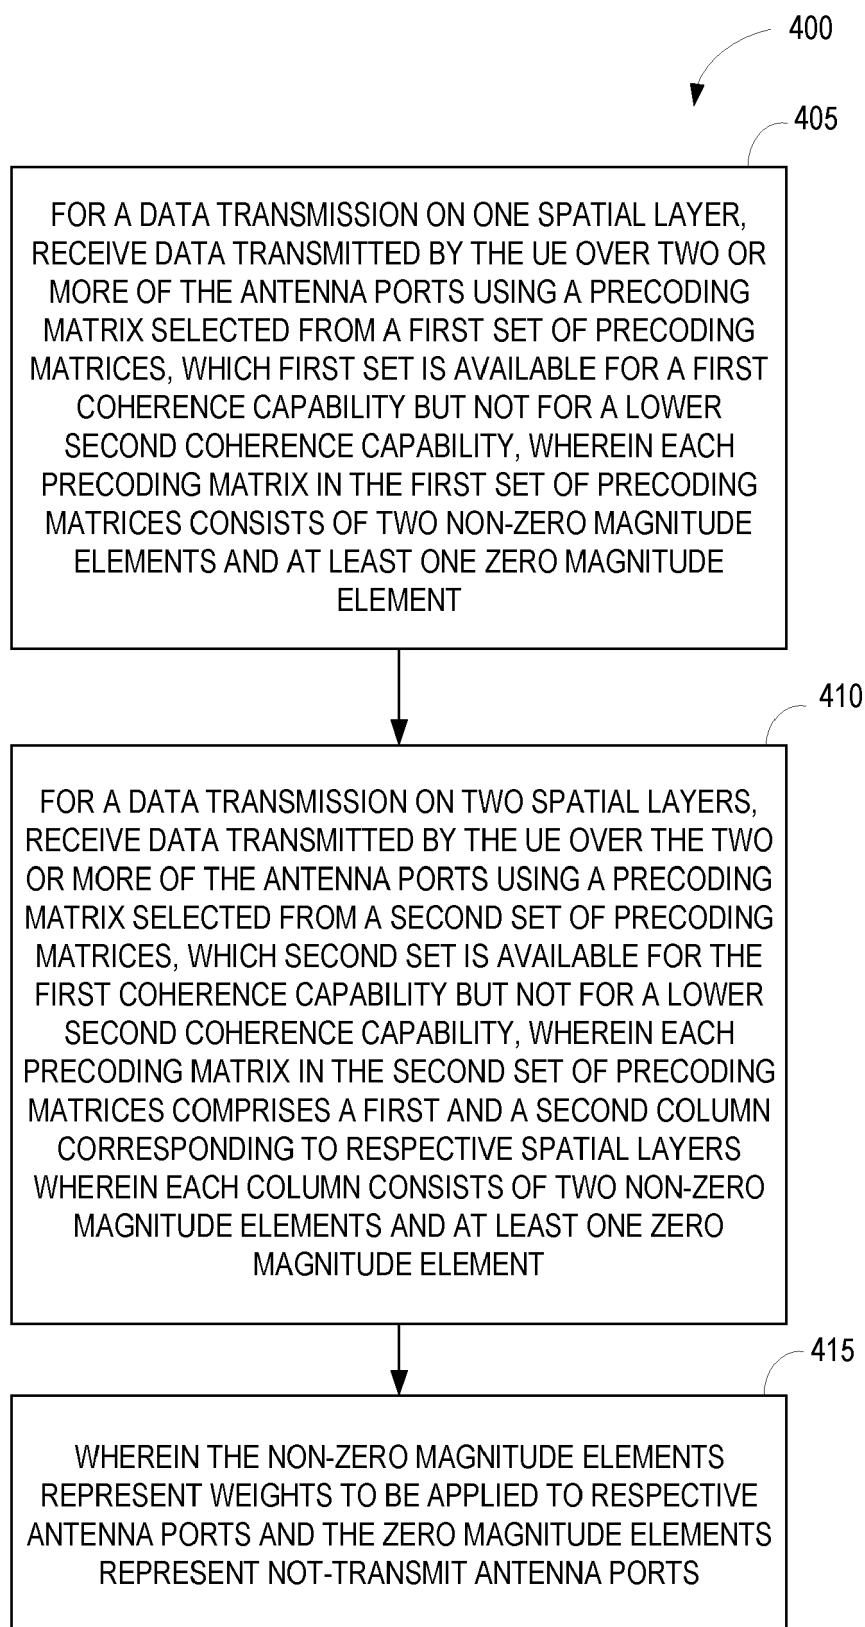 400
405
FOR A DATA TRANSMISSION ON ONE SPATIAL LAYER,
RECEIVE DATA TRANSMITTED BY THE UE OVER TWO OR
MORE OF THE ANTENNA PORTS USING A PRECODING
MATRIX SELECTED FROM A FIRST SET OF PRECODING
MATRICES, WHICH FIRST SET IS AVAILABLE FOR A FIRST
COHERENCE CAPABILITY BUT NOT FOR A LOWER
SECOND COHERENCE CAPABILITY, WHEREIN EACH
PRECODING MATRIX IN THE FIRST SET OF PRECODING
MATRICES CONSISTS OF TWO NON-ZERO MAGNITUDE
ELEMENTS AND AT LEAST ONE ZERO MAGNITUDE
ELEMENT
410
FOR A DATA TRANSMISSION ON TWO SPATIAL LAYERS,
RECEIVE DATA TRANSMITTED BY THE UE OVER THE TWO
OR MORE OF THE ANTENNA PORTS USING A PRECODING
MATRIX SELECTED FROM A SECOND SET OF PRECODING
MATRICES, WHICH SECOND SET IS AVAILABLE FOR THE
FIRST COHERENCE CAPABILITY BUT NOT FOR A LOWER
SECOND COHERENCE CAPABILITY, WHEREIN EACH
PRECODING MATRIX IN THE SECOND SET OF PRECODING
MATRICES COMPRISES A FIRST AND A SECOND COLUMN
CORRESPONDING TO RESPECTIVE SPATIAL LAYERS
WHEREIN EACH COLUMN CONSISTS OF TWO NON-ZERO
MAGNITUDE ELEMENTS AND AT LEAST ONE ZERO
MAGNITUDE ELEMENT
415
WHEREIN THE NON-ZERO MAGNITUDE ELEMENTS
REPRESENT WEIGHTS TO BE APPLIED TO RESPECTIVE
ANTENNA PORTS AND THE ZERO MAGNITUDE ELEMENTS
REPRESENT NOT-TRANSMIT ANTENNA PORTS